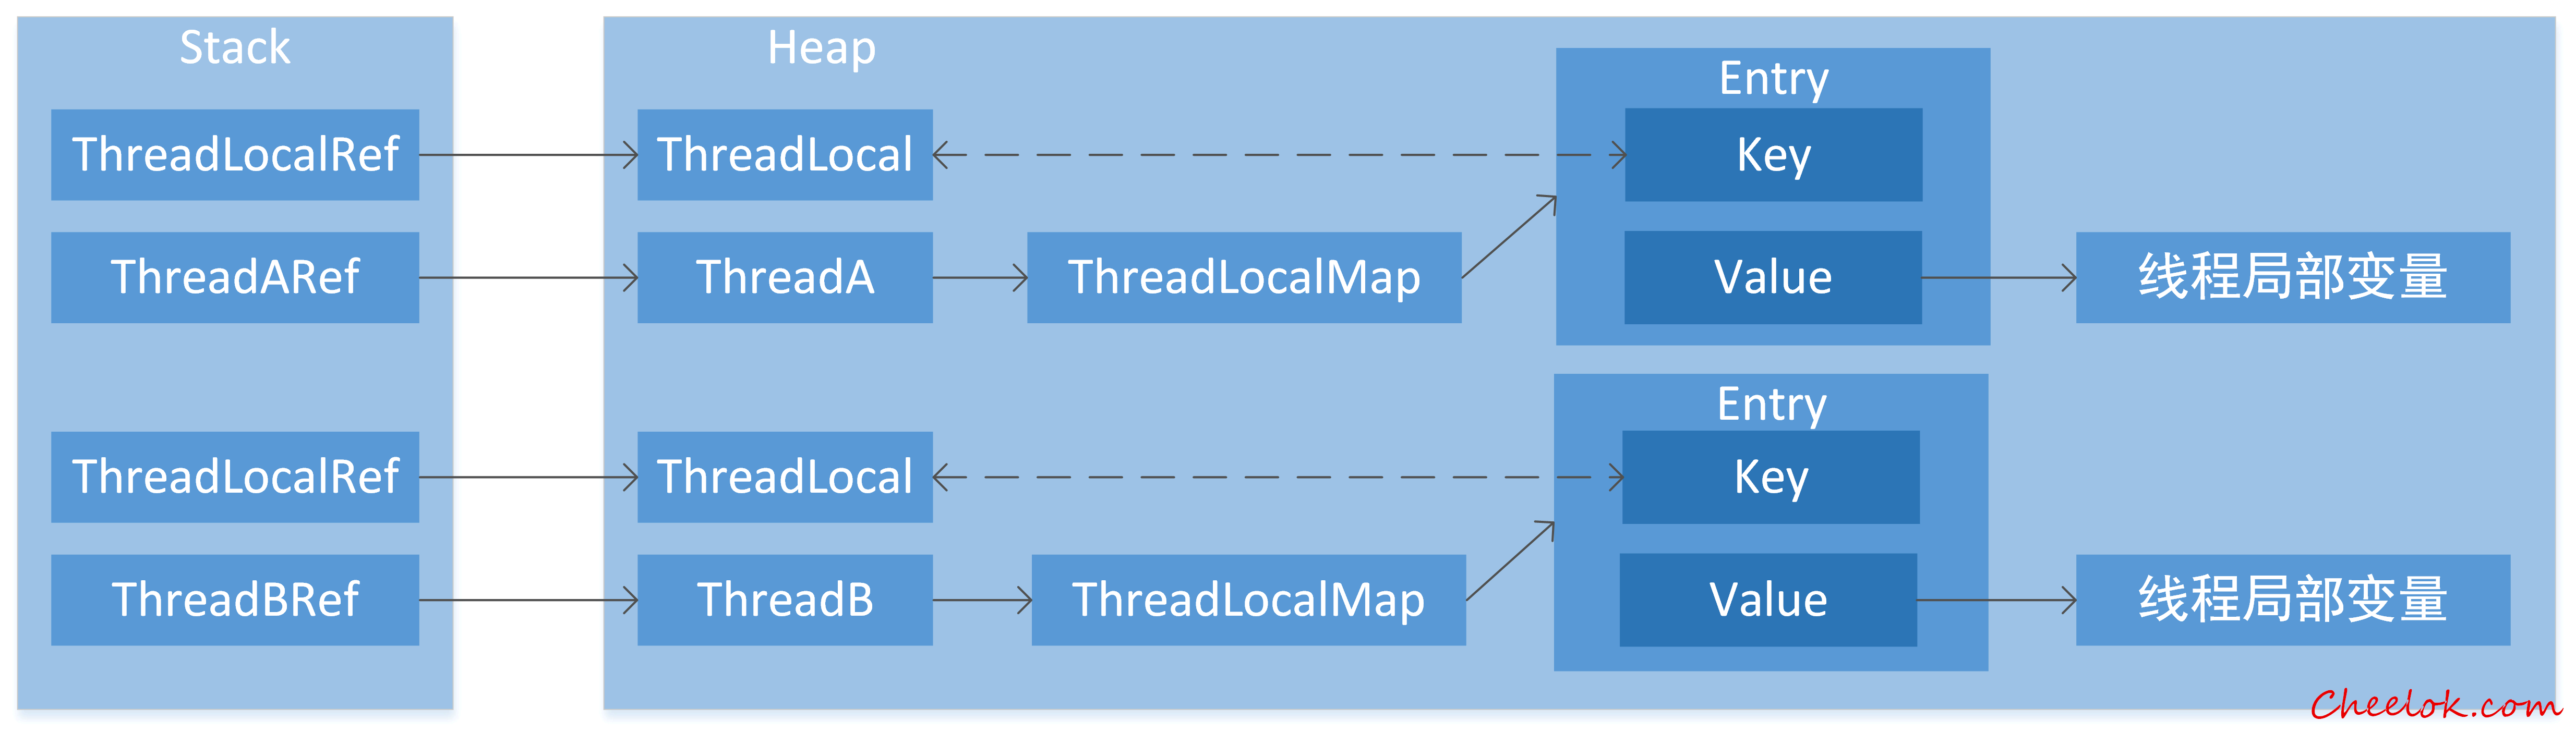 Stack
Heap
Entry
ThreadLocalRef
ThreadLocal
Key
ThreadARef
ThreadA
ThreadLocalMap
Value
线程局部变量
Entry
ThreadLocalRef
ThreadLocal
Key
ThreadBRef
ThreadB
ThreadLocalMap
Value
线程局部变量
Cheelok.com